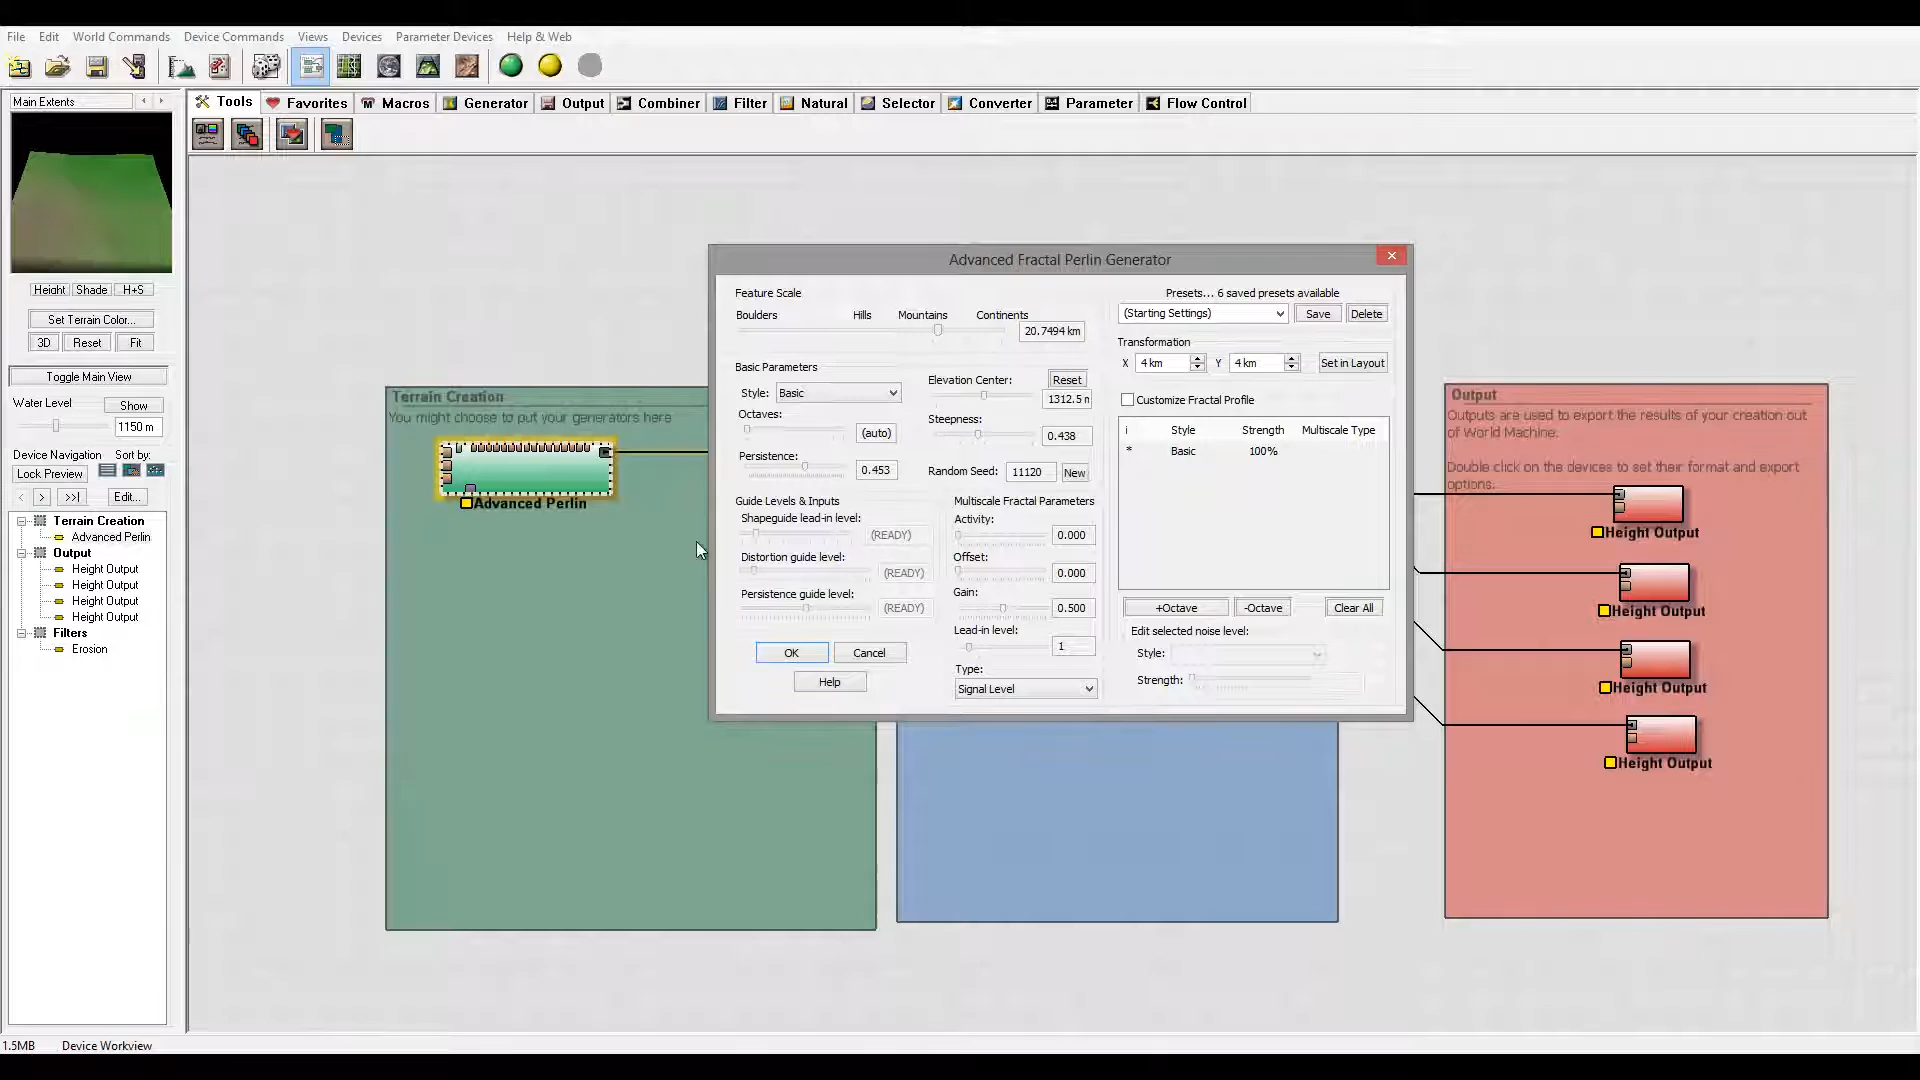 File Edit World Commands Device Commands Views Devices Parameter Devices Help & Web
Main Extents
Tools Favorites Macros Generator Output Combiner Filter Natural Selector Converter Parameter Flow Control
Height Shade H+S
Set Terrain Color...
3D Reset Fit
Toggle Main View
Water Level Show
1150 m
Device Navigation Sort by:
Lock Preview
Edit...
Terrain Creation
Advanced Perlin
Output
Height Output
Height Output
Height Output
Height Output
Filters
Erosion
Terrain Creation
You might choose to put your generators here
Advanced Perlin
Advanced Fractal Perlin Generator
Feature Scale
Boulders Hills Mountains Continents
20.7494 km
Basic Parameters
Style: Basic
Octaves:
(auto)
Persistence:
0.453
Elevation Center: Reset
1312.5 n
Steepness:
0.438
Random Seed: 11120 New
Guide Levels & Inputs
Shapeguide lead-in level:
(READY)
Distortion guide level:
(READY)
Persistence guide level:
(READY)
OK Cancel
Help
Multiscale Fractal Parameters
Activity:
0.000
Offset:
0.000
Gain:
0.500
Lead-in level:
1
Type:
Signal Level
Presets... 6 saved presets available
(Starting Settings) Save Delete
Transformation
X 4 km Y 4 km Set in Layout
Customize Fractal Profile
i Style Strength Multiscale Type
* Basic 100%
+Octave -Octave Clear All
Edit selected noise level:
Style:
Strength:
Output
Outputs are used to export the results of your creation out
of World Machine.
Double click on the devices to set their format and export
options.
Height Output
Height Output
Height Output
Height Output
1.5MB Device Workview